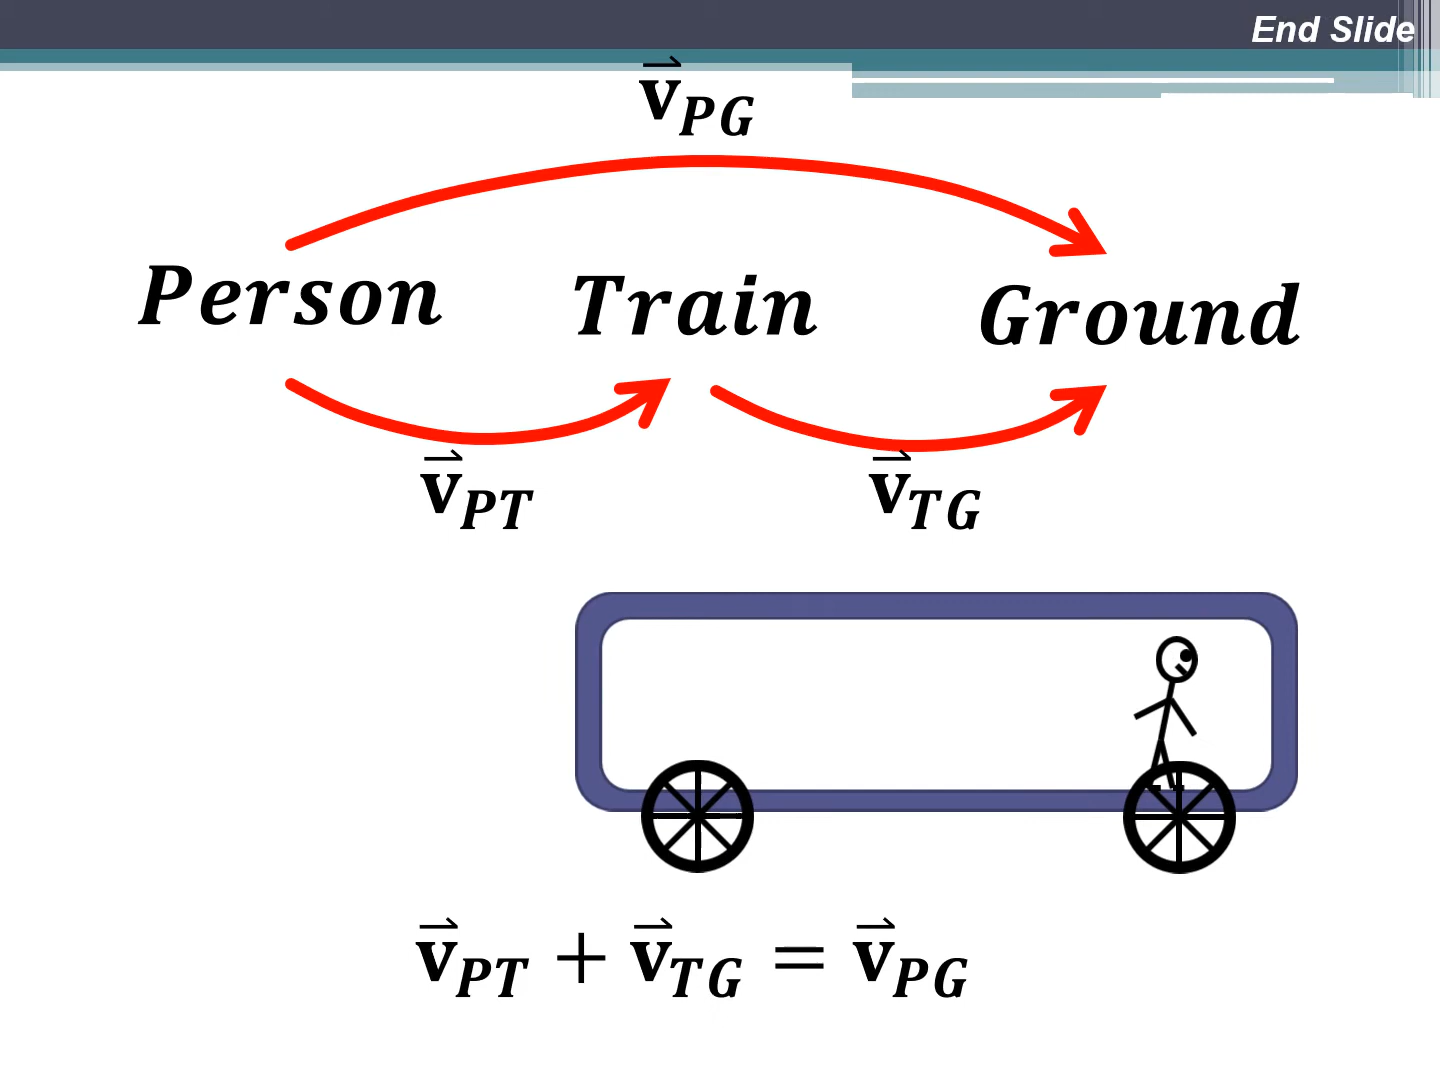 End Slide
v⃗_PG
Person Train Ground
v⃗_PT v⃗_TG
v⃗_PT + v⃗_TG = v⃗_PG